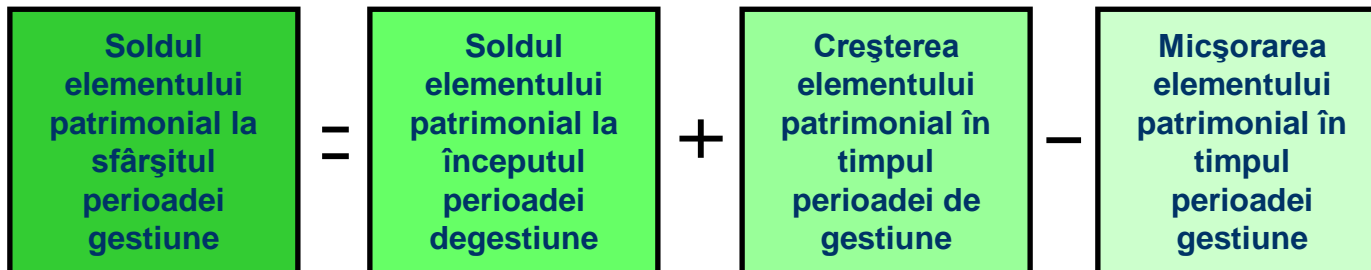 Soldul
elementului
patrimonial la
sfârşitul
perioadei
gestiune
=
Soldul
elementului
patrimonial la
începutul
perioadei
degestiune
+
Creşterea
elementului
patrimonial în
timpul
perioadei de
gestiune
–
Micşorarea
elementului
patrimonial în
timpul
perioadei
gestiune